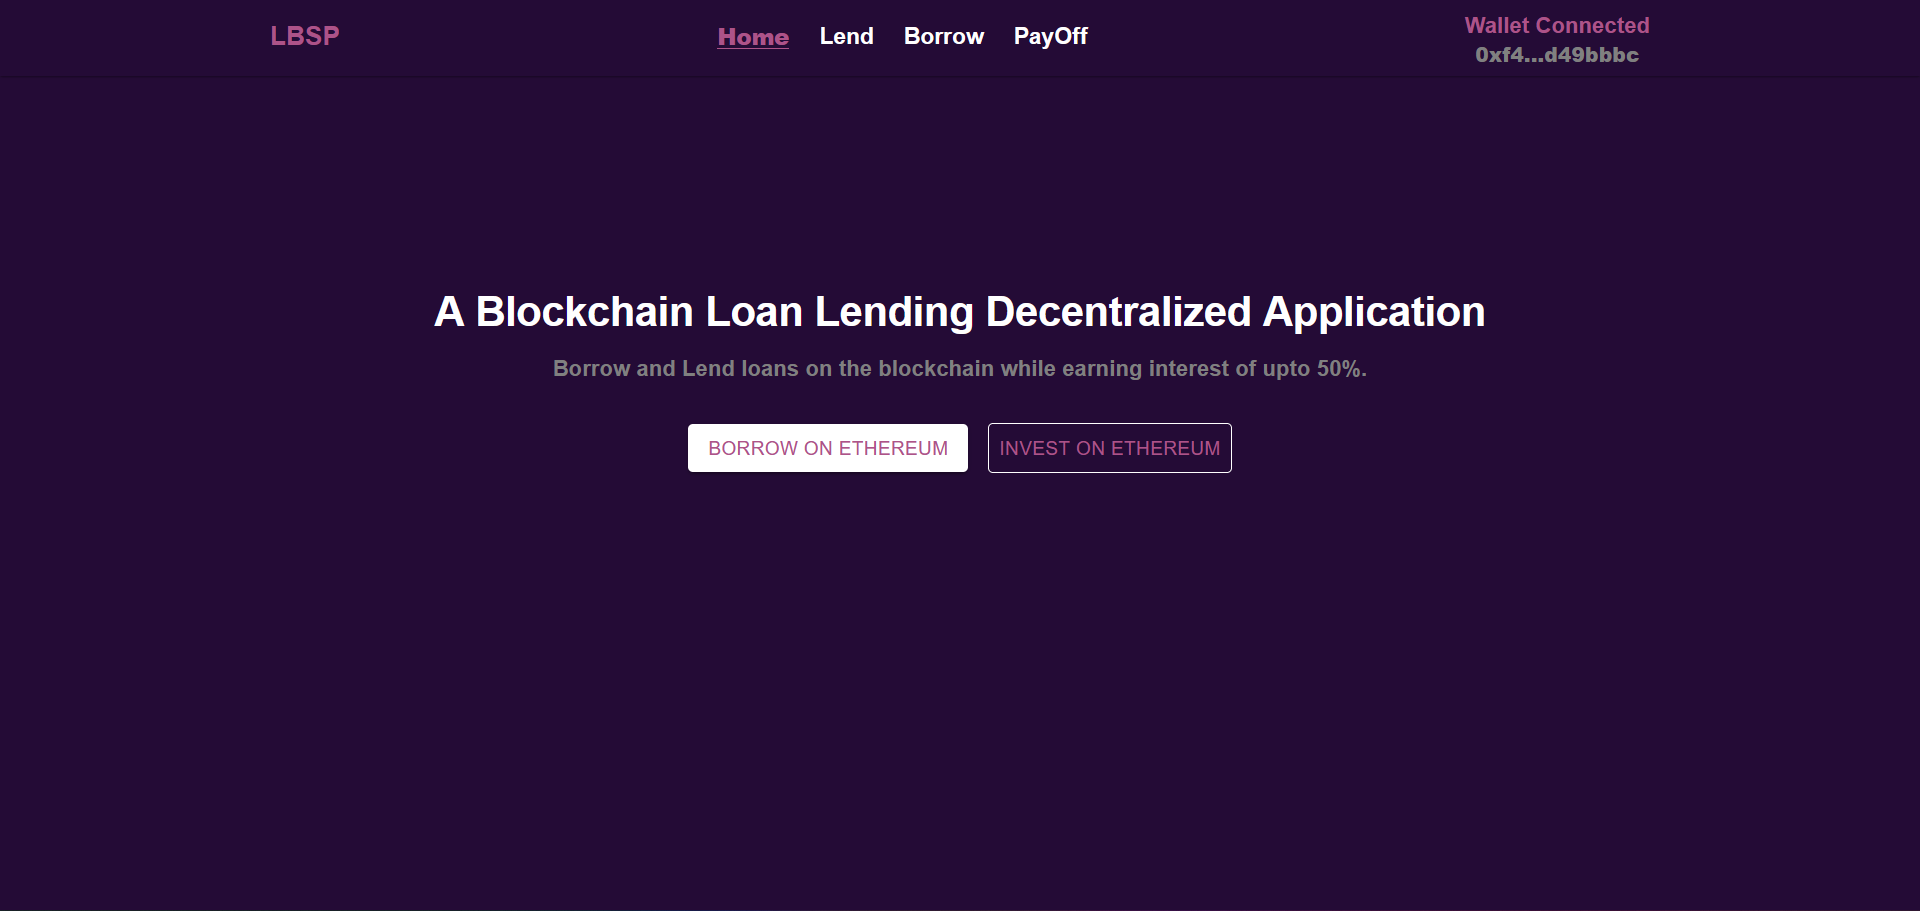 LBSP
Home Lend Borrow PayOff
Wallet Connected
0xf4...d49bbbc
A Blockchain Loan Lending Decentralized Application
Borrow and Lend loans on the blockchain while earning interest of upto 50%.
BORROW ON ETHEREUM INVEST ON ETHEREUM